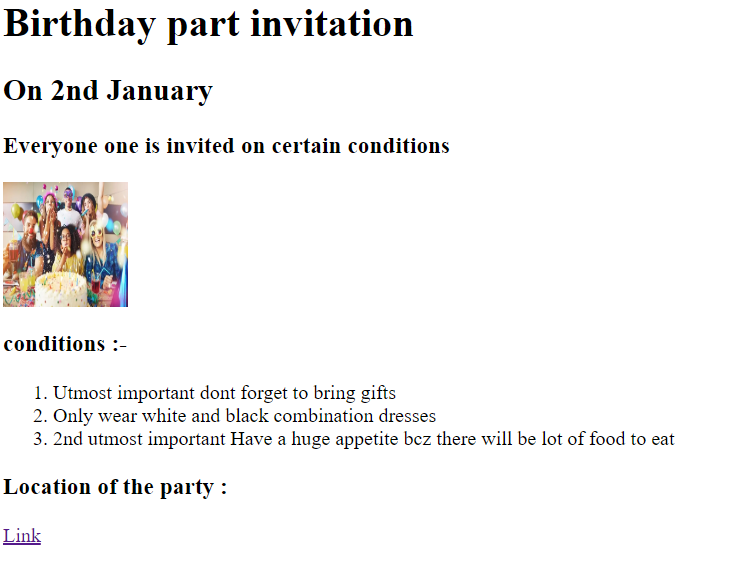 Birthday part invitation
On 2nd January
Everyone one is invited on certain conditions
conditions :-
1. Utmost important dont forget to bring gifts
2. Only wear white and black combination dresses
3. 2nd utmost important Have a huge appetite bcz there will be lot of food to eat
Location of the party :
Link